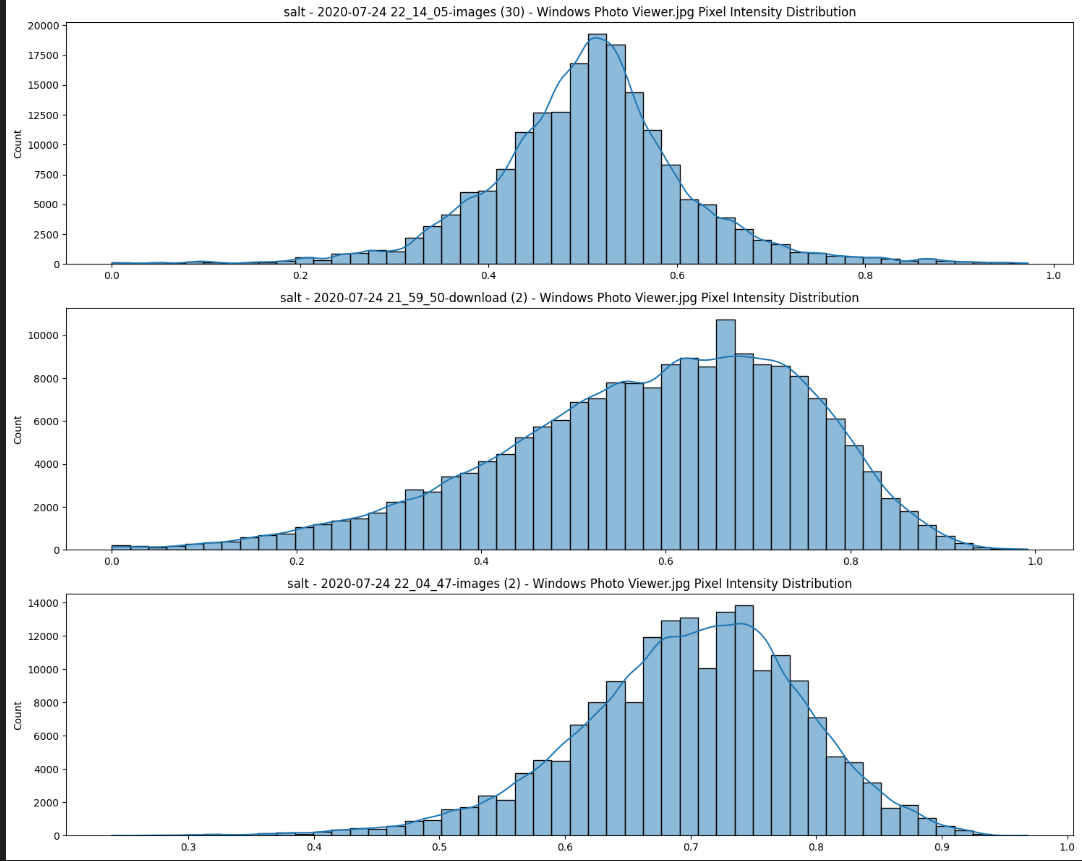 salt - 2020-07-24 22_14_05-images (30) - Windows Photo Viewer.jpg Pixel Intensity Distribution
20000
17500
15000
12500
10000
7500
5000
2500
0
Count
0.0 0.2 0.4 0.6 0.8 1.0
salt - 2020-07-24 21_59_50-download (2) - Windows Photo Viewer.jpg Pixel Intensity Distribution
10000
8000
6000
4000
2000
0
Count
0.0 0.2 0.4 0.6 0.8 1.0
salt - 2020-07-24 22_04_47-images (2) - Windows Photo Viewer.jpg Pixel Intensity Distribution
14000
12000
10000
8000
6000
4000
2000
0
Count
0.3 0.4 0.5 0.6 0.7 0.8 0.9 1.0